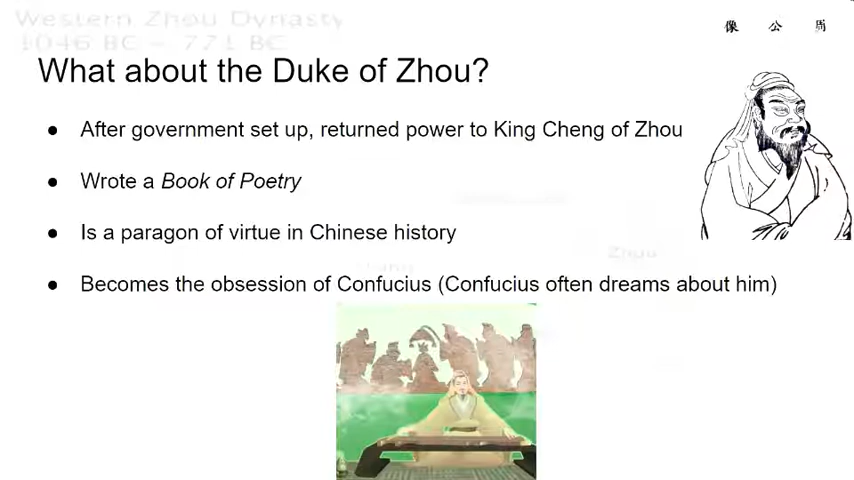 Western Zhou Dynasty
1046 BC - 771 BC
像 公 周
What about the Duke of Zhou?
● After government set up, returned power to King Cheng of Zhou
● Wrote a Book of Poetry
● Is a paragon of virtue in Chinese history
Zhou
● Becomes the obsession of Confucius (Confucius often dreams about him)